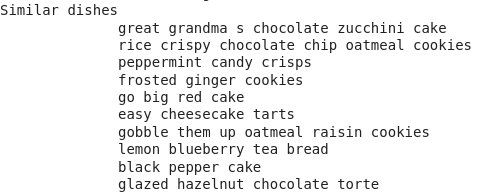 Similar dishes
great grandma s chocolate zucchini cake
rice crispy chocolate chip oatmeal cookies
peppermint candy crisps
frosted ginger cookies
go big red cake
easy cheesecake tarts
gobble them up oatmeal raisin cookies
lemon blueberry tea bread
black pepper cake
glazed hazelnut chocolate torte